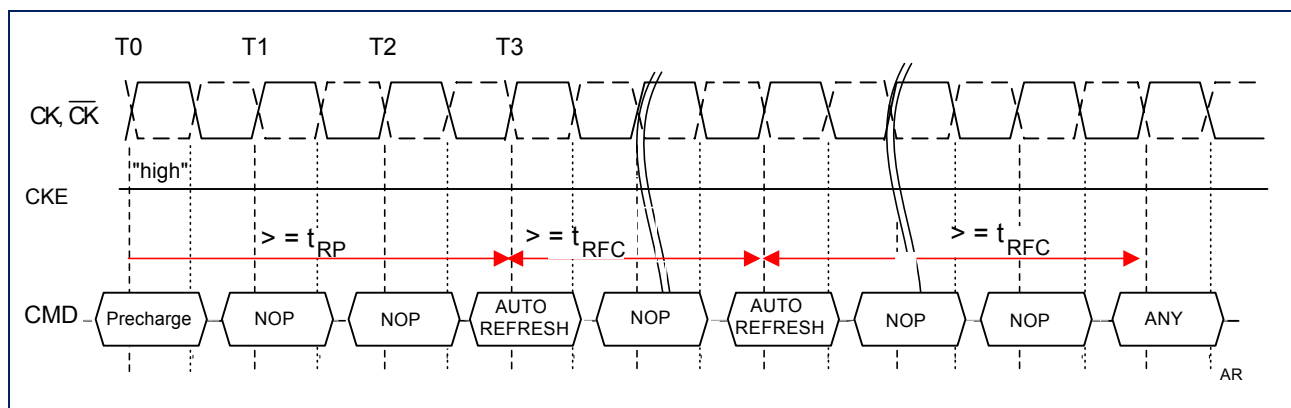 T0 T1 T2 T3
CK, C̅K̅
"high"
CKE
> = tRP > = tRFC > = tRFC
CMD Precharge NOP NOP AUTO REFRESH NOP AUTO REFRESH NOP NOP ANY
AR